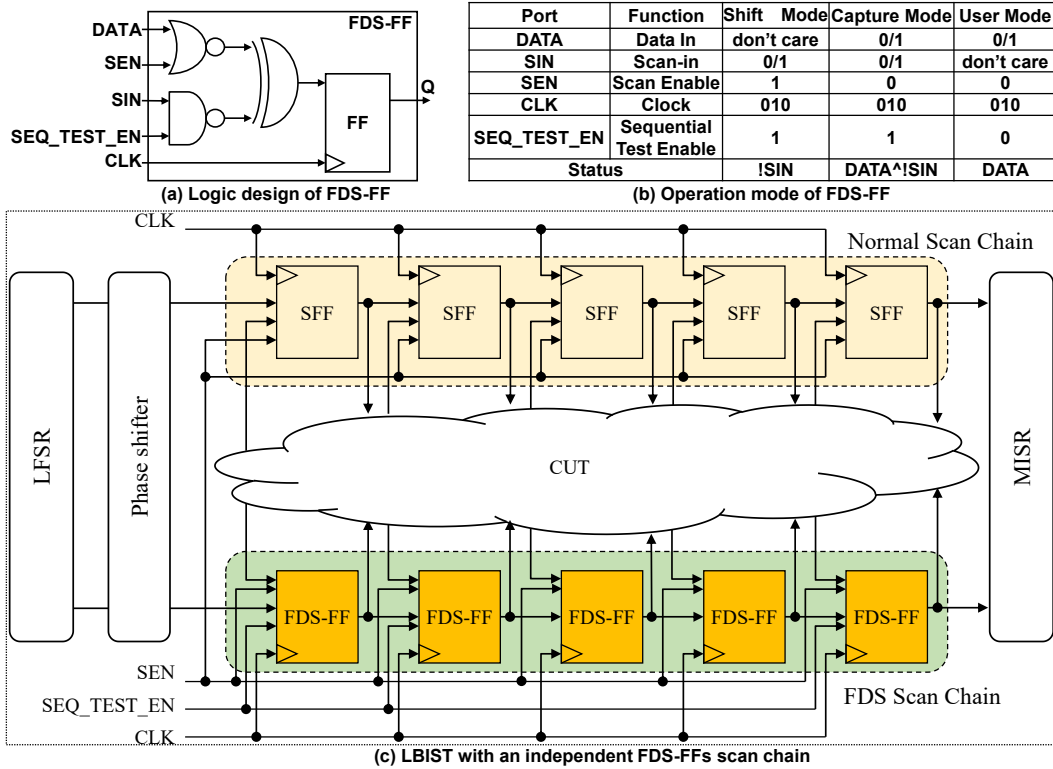 FDS-FF
DATA
SEN
SIN
SEQ_TEST_EN
CLK
FF
Q
(a) Logic design of FDS-FF
Port Function Shift Mode Capture Mode User Mode
DATA Data In don't care 0/1 0/1
SIN Scan-in 0/1 0/1 don't care
SEN Scan Enable 1 0 0
CLK Clock 010 010 010
SEQ_TEST_EN Sequential Test Enable 1 1 0
Status !SIN DATA^!SIN DATA
(b) Operation mode of FDS-FF
CLK
Normal Scan Chain
SFF SFF SFF SFF SFF
LFSR
Phase shifter
CUT
MISR
FDS-FF FDS-FF FDS-FF FDS-FF FDS-FF
SEN
FDS Scan Chain
SEQ_TEST_EN
CLK
(c) LBIST with an independent FDS-FFs scan chain